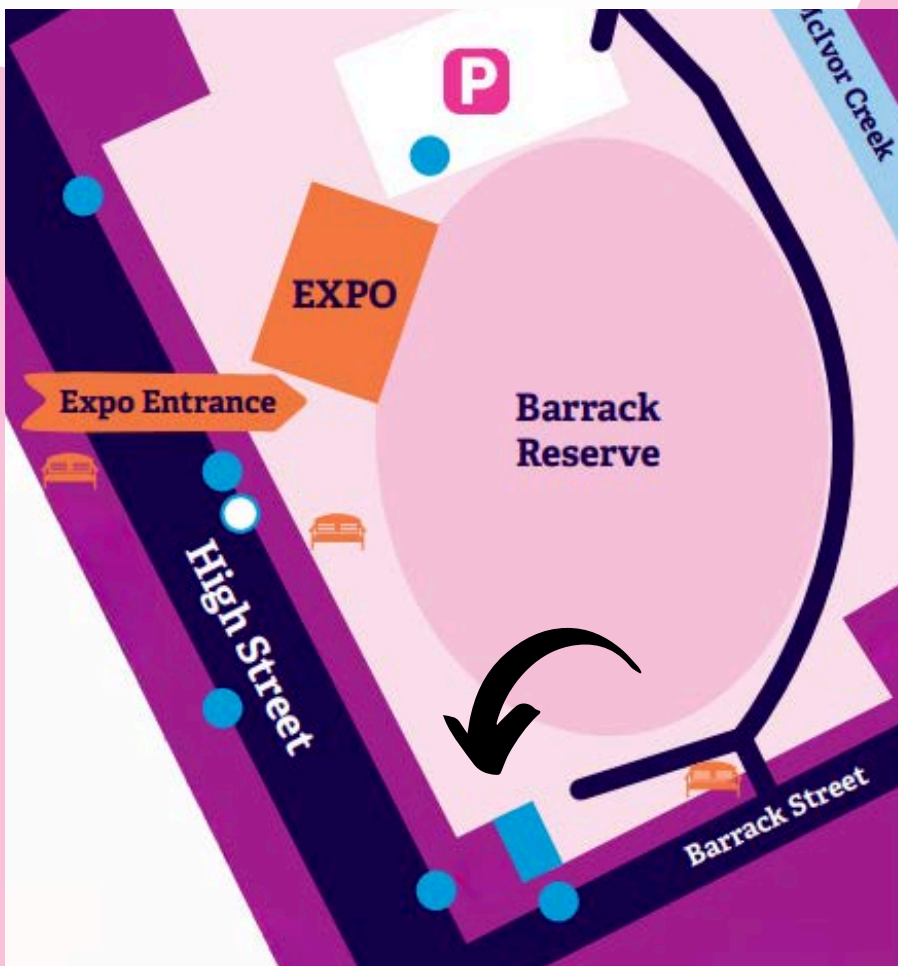 P
McIvor Creek
EXPO
Expo Entrance
Barrack
Reserve
High Street
Barrack Street